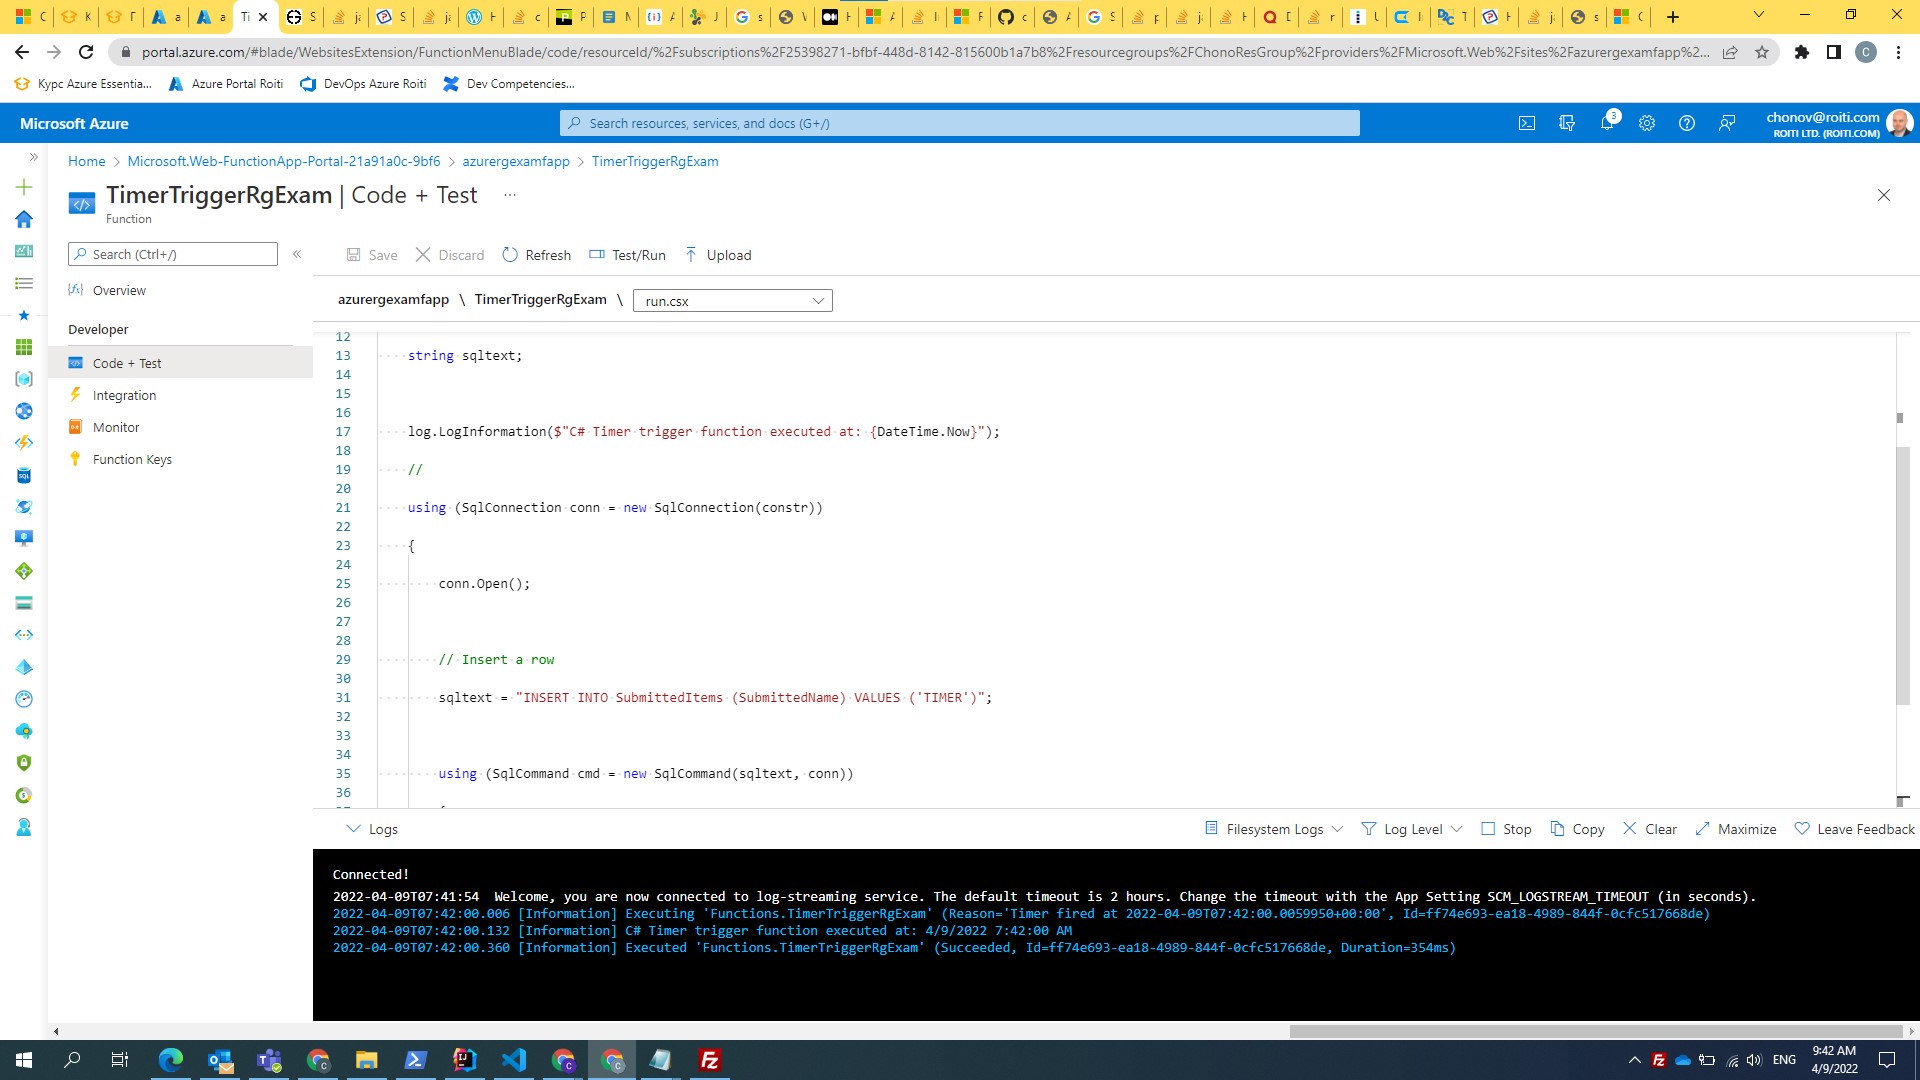 Ti
portal.azure.com/#blade/WebsitesExtension/FunctionMenuBlade/code/resourceId/%2Fsubscriptions%2F25398271-bfbf-448d-8142-815600b1a7b8%2Fresourcegroups%2FChonoResGroup%2Fproviders%2FMicrosoft.Web%2Fsites%2Fazurergexamfapp%2...
C
Курс Azure Essentia...
Azure Portal Roiti
DevOps Azure Roiti
Dev Competencies...
Microsoft Azure
Search resources, services, and docs (G+/)
3
chonov@roiti.com
ROITI LTD. (ROITI.COM)
Home > Microsoft.Web-FunctionApp-Portal-21a91a0c-9bf6 > azurergexamfapp > TimerTriggerRgExam
TimerTriggerRgExam | Code + Test ...
Function
Search (Ctrl+/)
Overview
Developer
Code + Test
Integration
Monitor
Function Keys
Save
Discard
Refresh
Test/Run
Upload
azurergexamfapp \ TimerTriggerRgExam \ run.csx
12
13 string sqltext;
14
15
16
17 log.LogInformation($"C# Timer trigger function executed at: {DateTime.Now}");
18
19 //
20
21 using (SqlConnection conn = new SqlConnection(constr))
22
23 {
24
25 conn.Open();
26
27
28
29 // Insert a row
30
31 sqltext = "INSERT INTO SubmittedItems (SubmittedName) VALUES ('TIMER')";
32
33
34
35 using (SqlCommand cmd = new SqlCommand(sqltext, conn))
36
Logs
Filesystem Logs
Log Level
Stop
Copy
Clear
Maximize
Leave Feedback
Connected!
2022-04-09T07:41:54  Welcome, you are now connected to log-streaming service. The default timeout is 2 hours. Change the timeout with the App Setting SCM_LOGSTREAM_TIMEOUT (in seconds).
2022-04-09T07:42:00.006 [Information] Executing 'Functions.TimerTriggerRgExam' (Reason='Timer fired at 2022-04-09T07:42:00.0059950+00:00', Id=ff74e693-ea18-4989-844f-0cfc517668de)
2022-04-09T07:42:00.132 [Information] C# Timer trigger function executed at: 4/9/2022 7:42:00 AM
2022-04-09T07:42:00.360 [Information] Executed 'Functions.TimerTriggerRgExam' (Succeeded, Id=ff74e693-ea18-4989-844f-0cfc517668de, Duration=354ms)
ENG
9:42 AM
4/9/2022